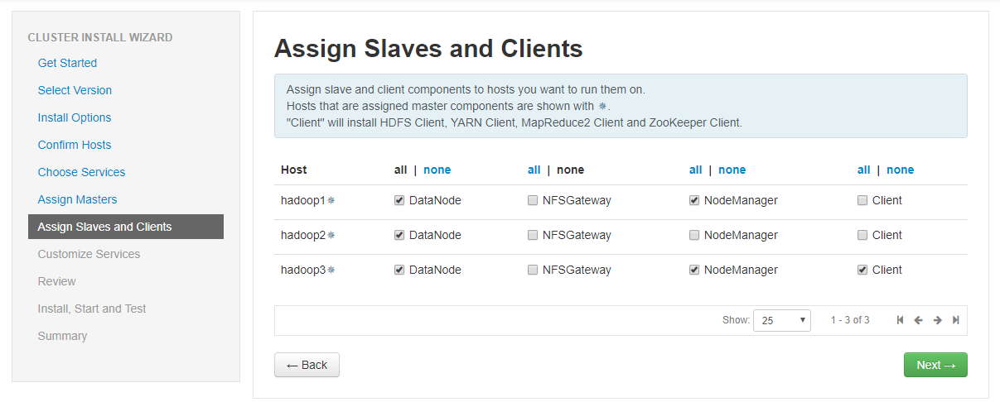 CLUSTER INSTALL WIZARD
Get Started
Select Version
Install Options
Confirm Hosts
Choose Services
Assign Masters
Assign Slaves and Clients
Customize Services
Review
Install, Start and Test
Summary
Assign Slaves and Clients
Assign slave and client components to hosts you want to run them on.
Hosts that are assigned master components are shown with ✵.
"Client" will install HDFS Client, YARN Client, MapReduce2 Client and ZooKeeper Client.
Host all | none all | none all | none all | none
hadoop1✵ DataNode NFSGateway NodeManager Client
hadoop2✵ DataNode NFSGateway NodeManager Client
hadoop3✵ DataNode NFSGateway NodeManager Client
Show: 25 1 - 3 of 3
← Back
Next →